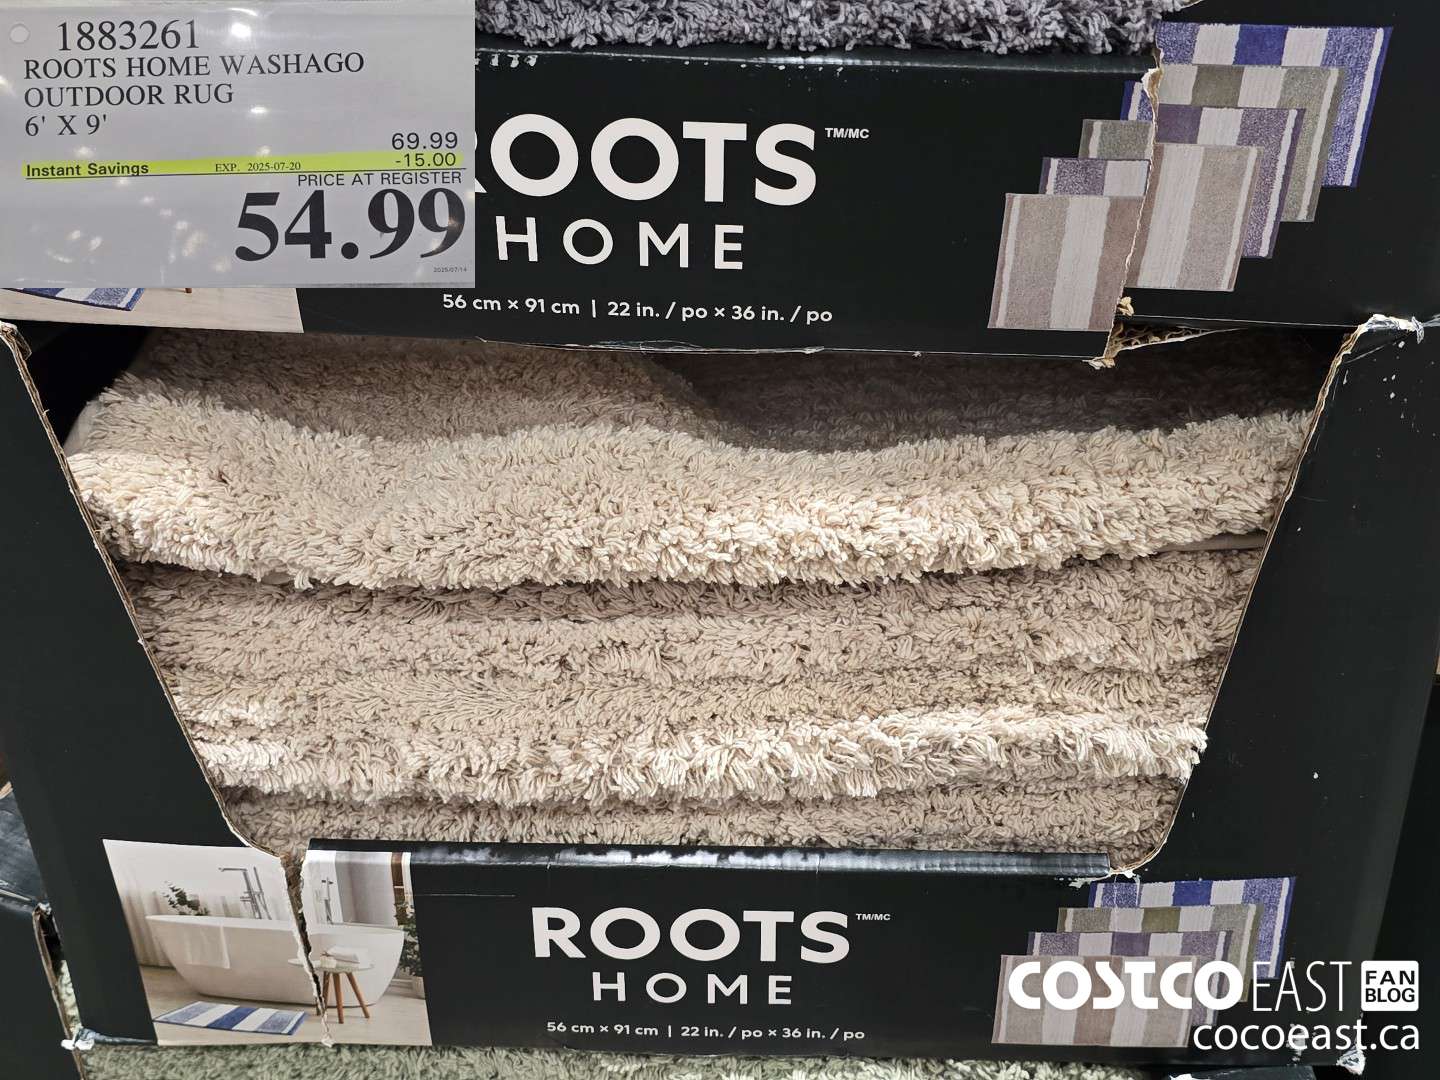 1883261
ROOTS HOME WASHAGO
OUTDOOR RUG
6' X 9'
69.99
Instant Savings EXP. 2025-07-20 -15.00
PRICE AT REGISTER
54.99
2025/07/14
ROOTS TM/MC
HOME
56 cm × 91 cm | 22 in. / po × 36 in. / po
ROOTS TM/MC
HOME
56 cm × 91 cm | 22 in. / po × 36 in. / po
COSTCO EAST FAN BLOG
cocoeast.ca